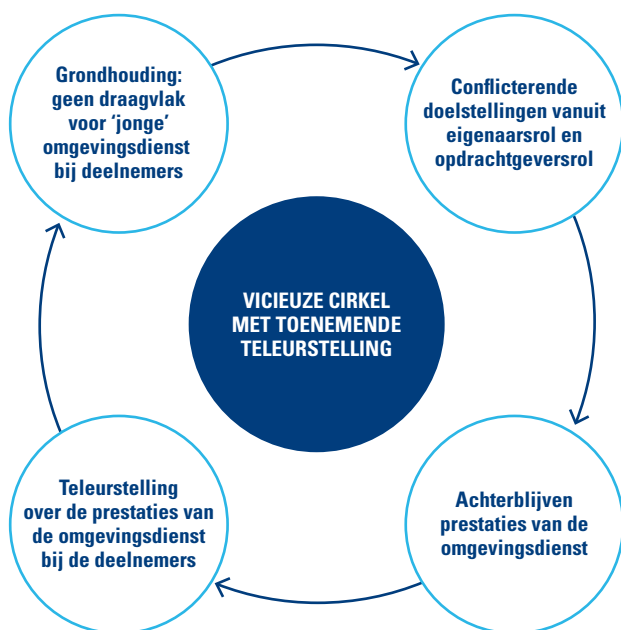 Grondhouding:
geen draagvlak
voor ‘jonge’
omgevingsdienst
bij deelnemers
Conflicterende
doelstellingen vanuit
eigenaarsrol en
opdrachtgeversrol
VICIEUZE CIRKEL
MET TOENEMENDE
TELEURSTELLING
Teleurstelling
over de prestaties van
de omgevingsdienst
bij de deelnemers
Achterblijven
prestaties van de
omgevingsdienst